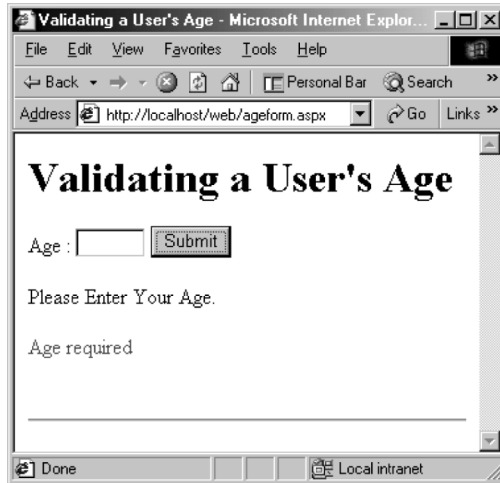 Validating a User's Age - Microsoft Internet Explor...
File Edit View Favorites Tools Help
Back Personal Bar Search »
Address http://localhost/web/ageform.aspx Go Links »
Validating a User's Age
Age : Submit
Please Enter Your Age.
Age required
Done Local intranet